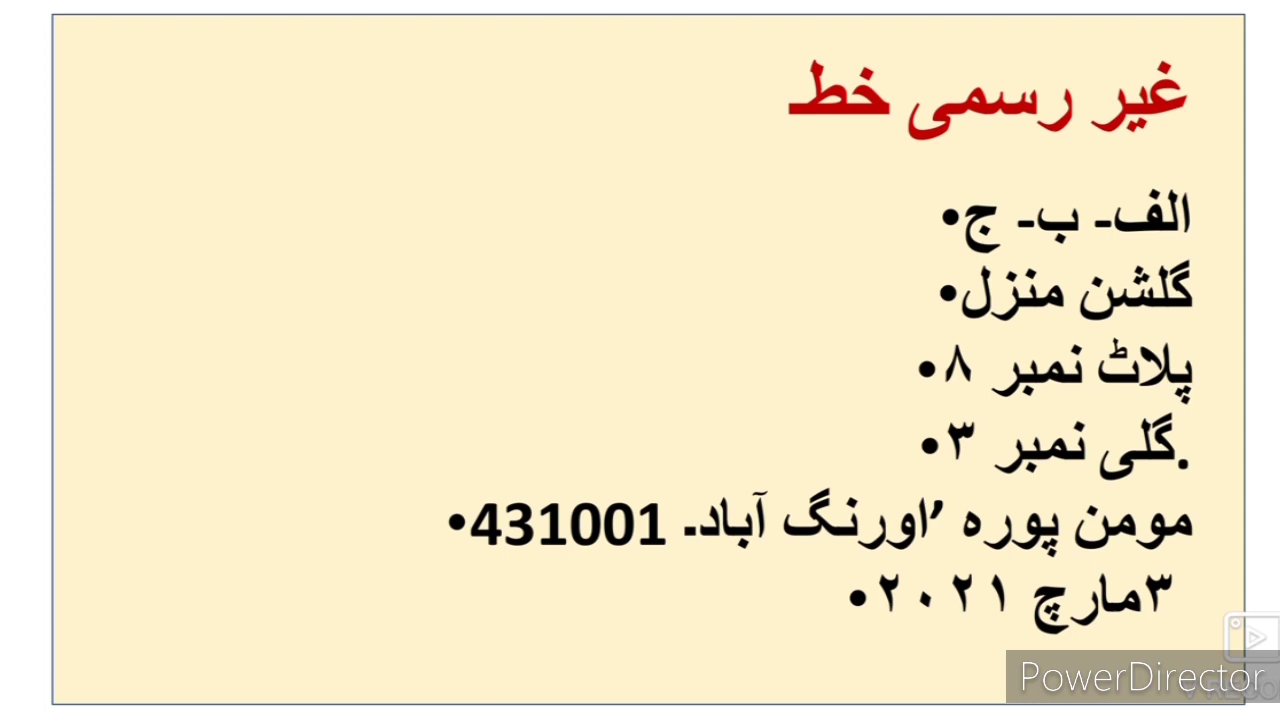 غیر رسمی خط
الف۔ ب۔ ج•
گلشن منزل•
پلاٹ نمبر ۸•
.گلی نمبر ۳•
مومن پورہ ’اورنگ آباد۔ 431001•
۳مارچ ۲۰۲۱•
PowerDirector